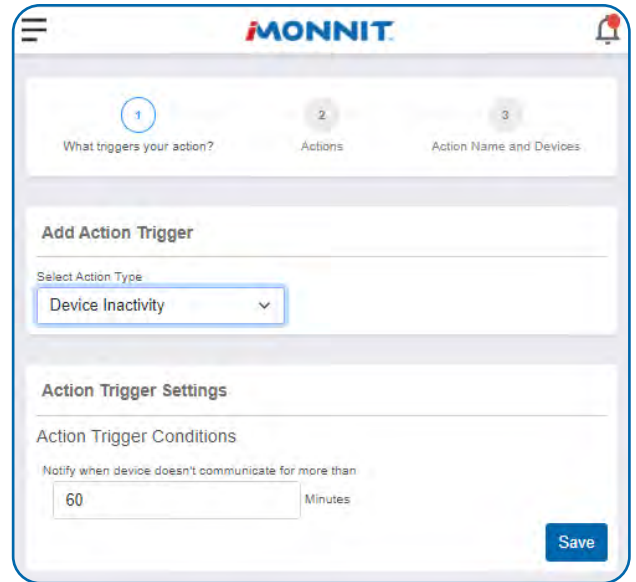 iMONNIT
1 2 3
What triggers your action? Actions Action Name and Devices
Add Action Trigger
Select Action Type
Device Inactivity
Action Trigger Settings
Action Trigger Conditions
Notify when device doesn't communicate for more than
60 Minutes
Save